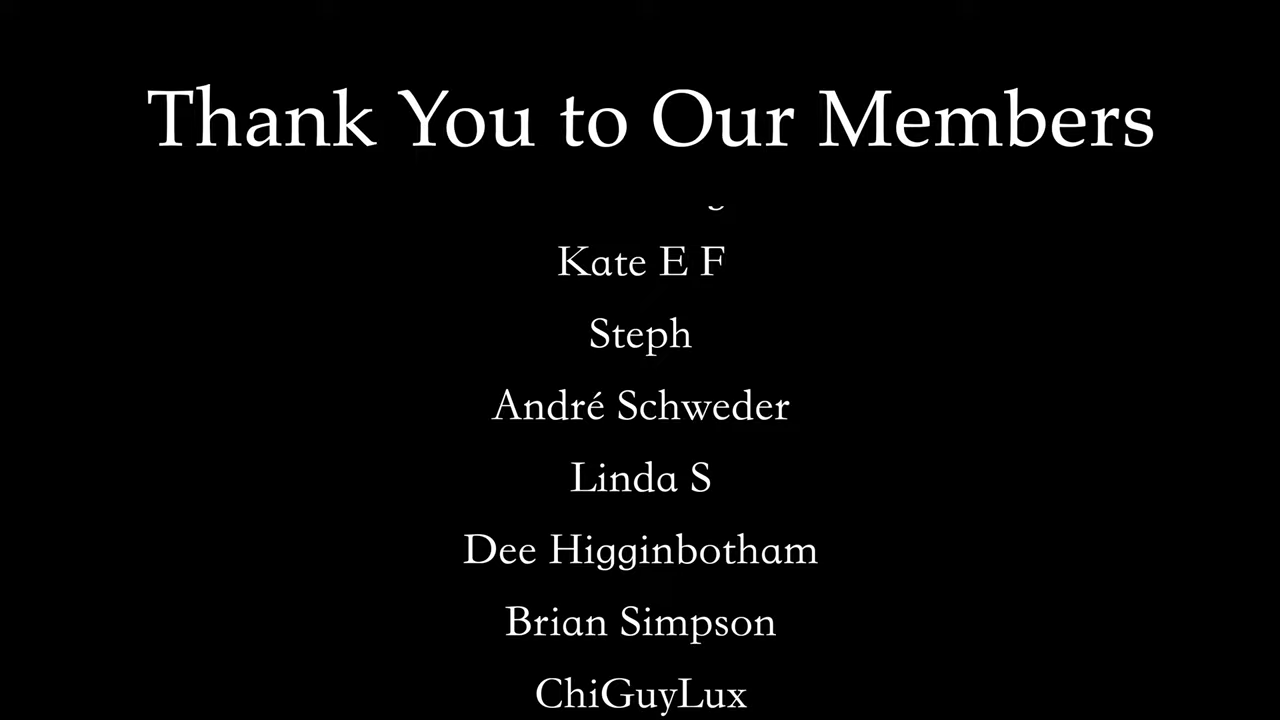 Thank You to Our Members
Kate E F
Steph
André Schweder
Linda S
Dee Higginbotham
Brian Simpson
ChiGuyLux